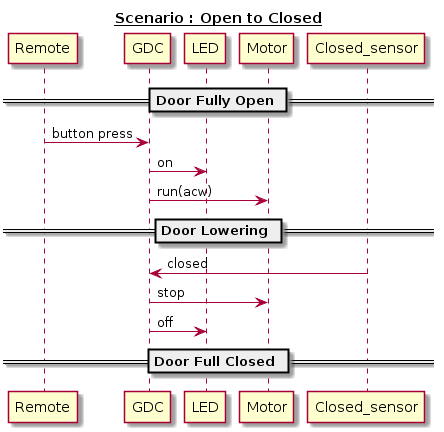 Scenario : Open to Closed
Remote GDC LED Motor Closed_sensor
Door Fully Open
button press
on
run(acw)
Door Lowering
closed
stop
off
Door Full Closed
Remote GDC LED Motor Closed_sensor